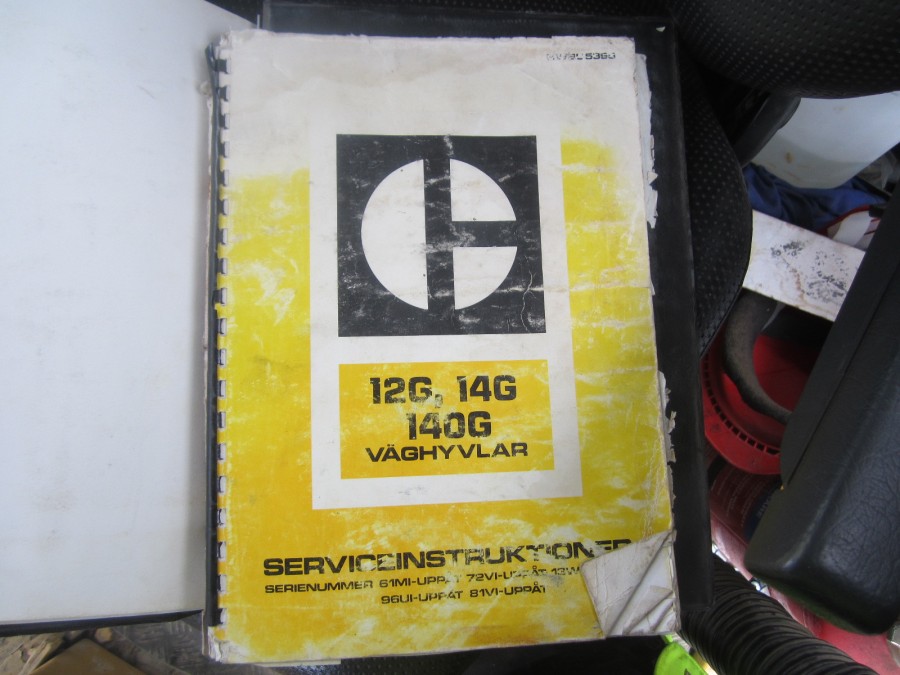 12G, 14G
140G
VÄGHYVLAR
SERVICEINSTRUKTIONER
SERIENUMMER 61M1-UPPÅT 72V1-UPPÅT
96U1-UPPÅT 81V1-UPPÅT